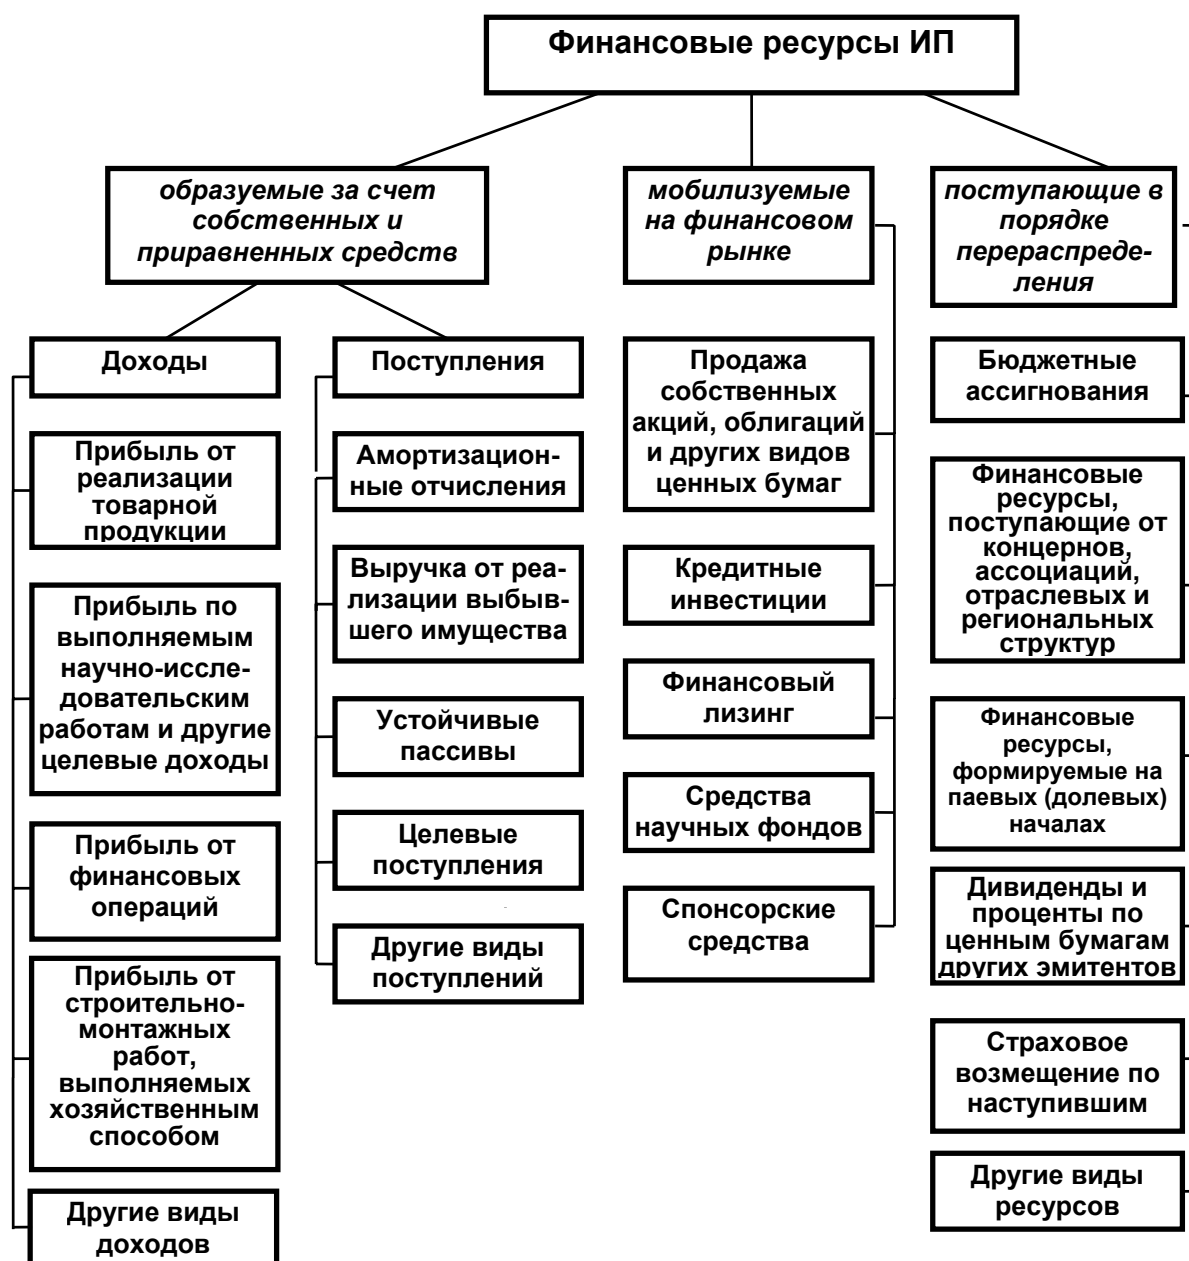 Финансовые ресурсы ИП
образуемые за счет
собственных и
приравненных средств
мобилизуемые
на финансовом
рынке
поступающие в
порядке
перераспреде-
ления
Доходы
Прибыль от
реализации
товарной
продукции
Прибыль по
выполняемым
научно-иссле-
довательским
работам и другие
целевые доходы
Прибыль от
финансовых
операций
Прибыль от
строительно-
монтажных
работ,
выполняемых
хозяйственным
способом
Другие виды
доходов
Поступления
Амортизацион-
ные отчисления
Выручка от реа-
лизации выбыв-
шего имущества
Устойчивые
пассивы
Целевые
поступления
Другие виды
поступлений
Продажа
собственных
акций, облигаций
и других видов
ценных бумаг
Кредитные
инвестиции
Финансовый
лизинг
Средства
научных фондов
Спонсорские
средства
Бюджетные
ассигнования
Финансовые
ресурсы,
поступающие от
концернов,
ассоциаций,
отраслевых и
региональных
структур
Финансовые
ресурсы,
формируемые на
паевых (долевых)
началах
Дивиденды и
проценты по
ценным бумагам
других эмитентов
Страховое
возмещение по
наступившим
Другие виды
ресурсов